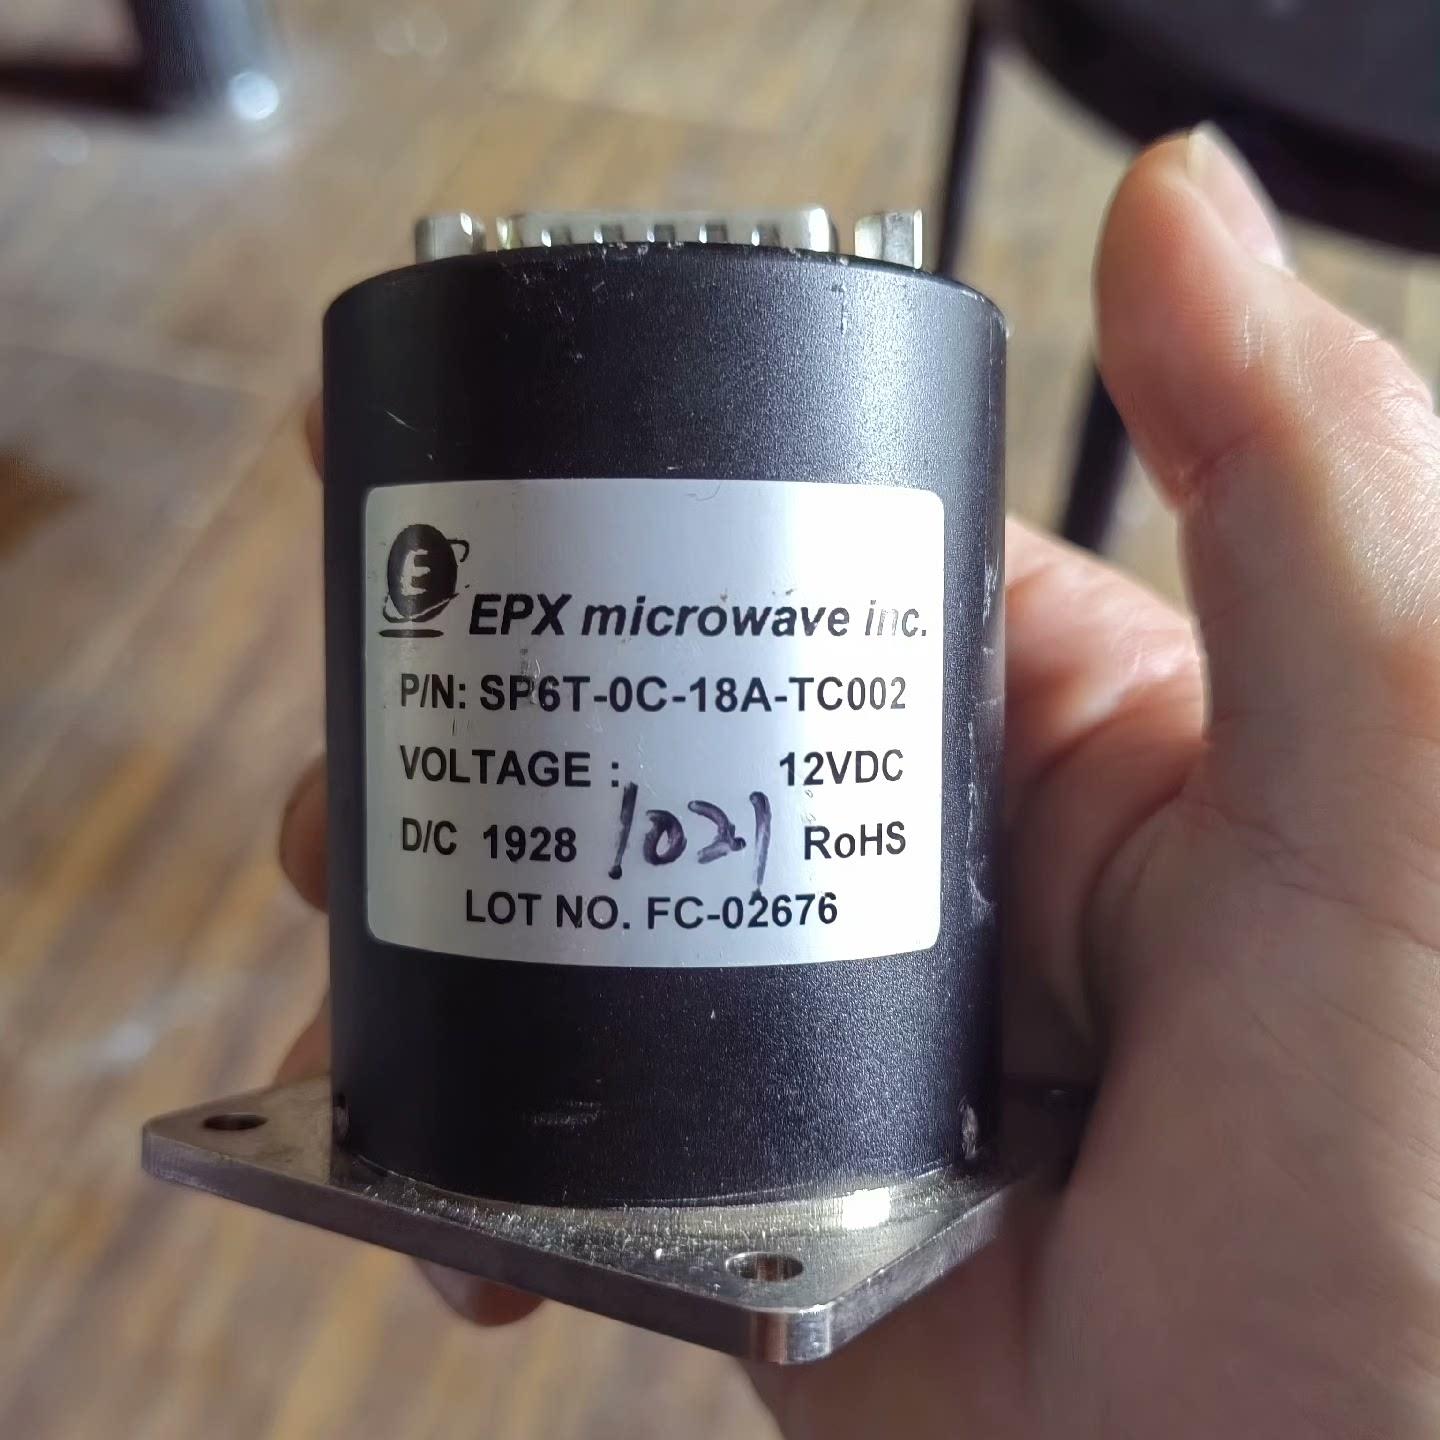 E
EPX microwave inc.
P/N: SP6T-0C-18A-TC002
VOLTAGE : 12VDC
D/C 1928 1021 RoHS
LOT NO. FC-02676